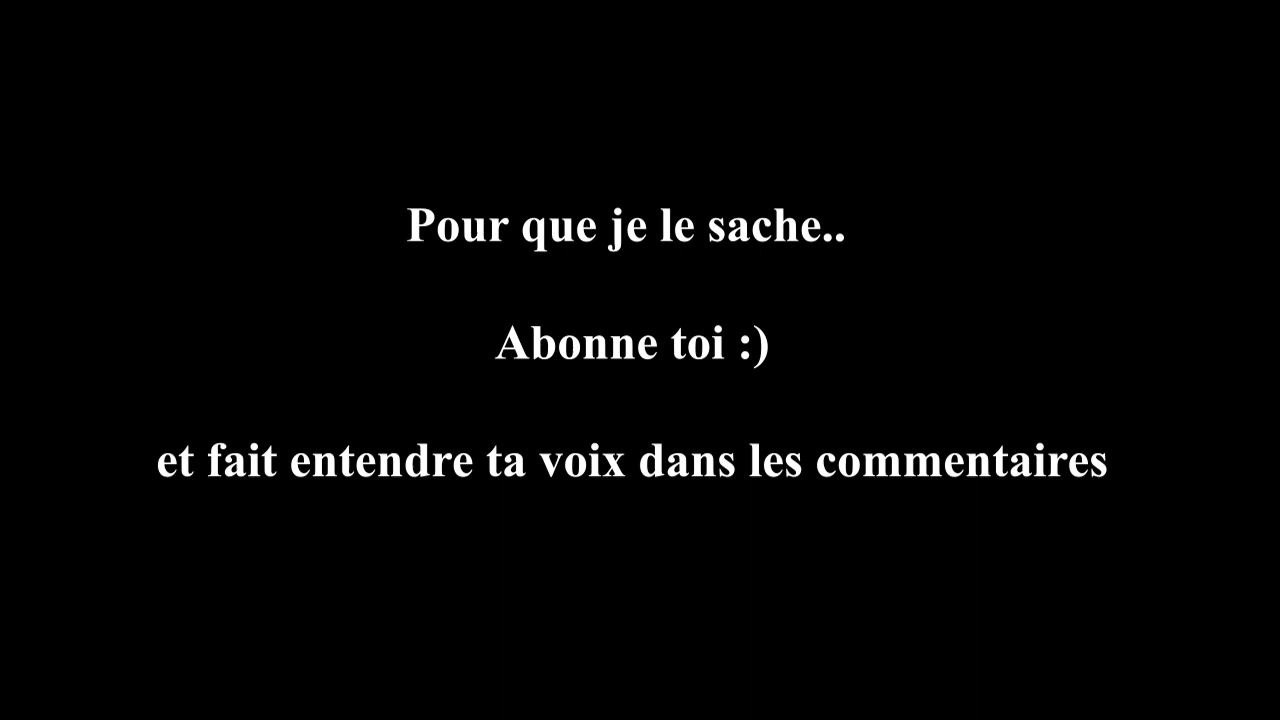 Pour que je le sache..
Abonne toi :)
et fait entendre ta voix dans les commentaires